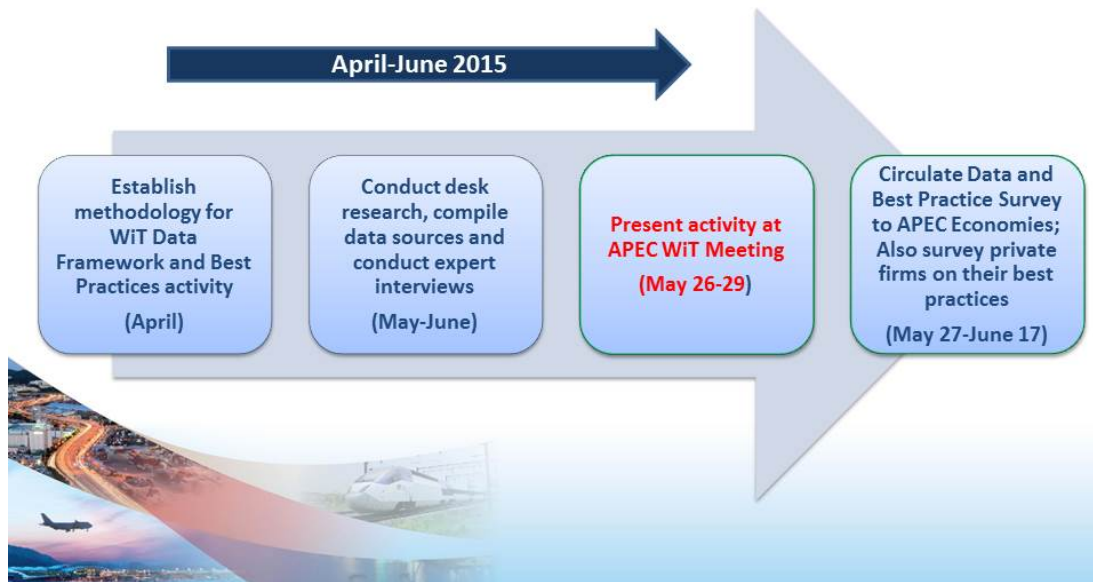 April-June 2015
Establish
methodology for
WiT Data
Framework and Best
Practices activity
(April)
Conduct desk
research, compile
data sources and
conduct expert
interviews
(May-June)
Present activity at
APEC WiT Meeting
(May 26-29)
Circulate Data and
Best Practice Survey
to APEC Economies;
Also survey private
firms on their best
practices
(May 27-June 17)